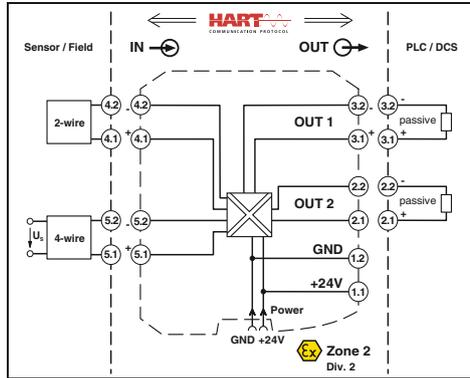 HART
COMMUNICATION PROTOCOL
Sensor / Field
IN
OUT
PLC / DCS
2-wire
4.2
-
4.2
4.1
+
4.1
OUT 1
3.2
-
3.2
-
3.1
+
3.1
+
passive
OUT 2
2.2
2.2
-
2.1
2.1
+
passive
Us
4-wire
5.2
-
5.2
5.1
+
5.1
GND
1.2
+24V
1.1
Power
GND +24V
Ex
Zone 2
Div. 2